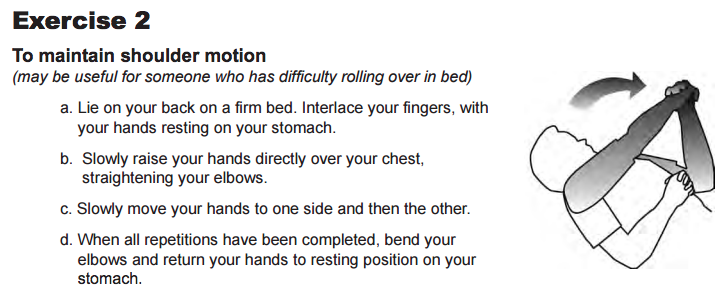 Exercise 2
To maintain shoulder motion
(may be useful for someone who has difficulty rolling over in bed)
a. Lie on your back on a firm bed. Interlace your fingers, with
your hands resting on your stomach.
b. Slowly raise your hands directly over your chest,
straightening your elbows.
c. Slowly move your hands to one side and then the other.
d. When all repetitions have been completed, bend your
elbows and return your hands to resting position on your
stomach.